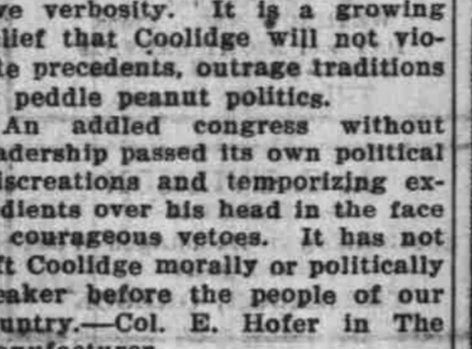 ve verbosity. It is a growing
lief that Coolidge will not vio-
te precedents, outrage traditions
peddle peanut politics.
An addled congress without
adership passed its own political
iscreations and temporizing ex-
dients over his head in the face
courageous vetoes. It has not
ft Coolidge morally or politically
eaker before the people of our
untry.—Col. E. Hofer in The